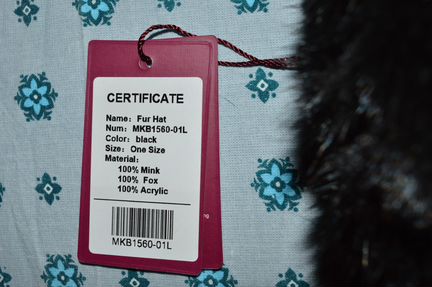 CERTIFICATE
Name: Fur Hat
Num: MKB1560-01L
Color: black
Size: One Size
Material:
100% Mink
100% Fox
100% Acrylic
MKB1560-01L